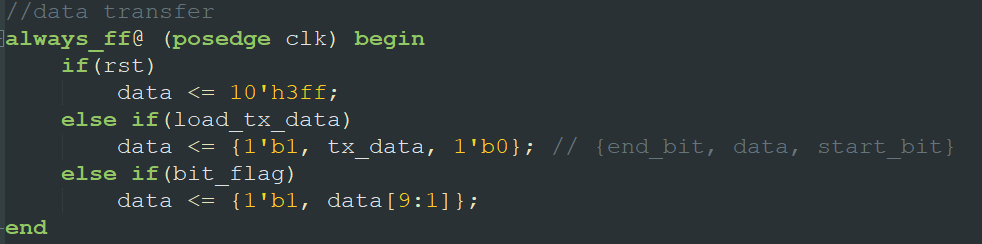 //data transfer
always_ff@ (posedge clk) begin
if(rst)
data <= 10'h3ff;
else if(load_tx_data)
data <= {1'b1, tx_data, 1'b0}; // {end_bit, data, start_bit}
else if(bit_flag)
data <= {1'b1, data[9:1]};
end